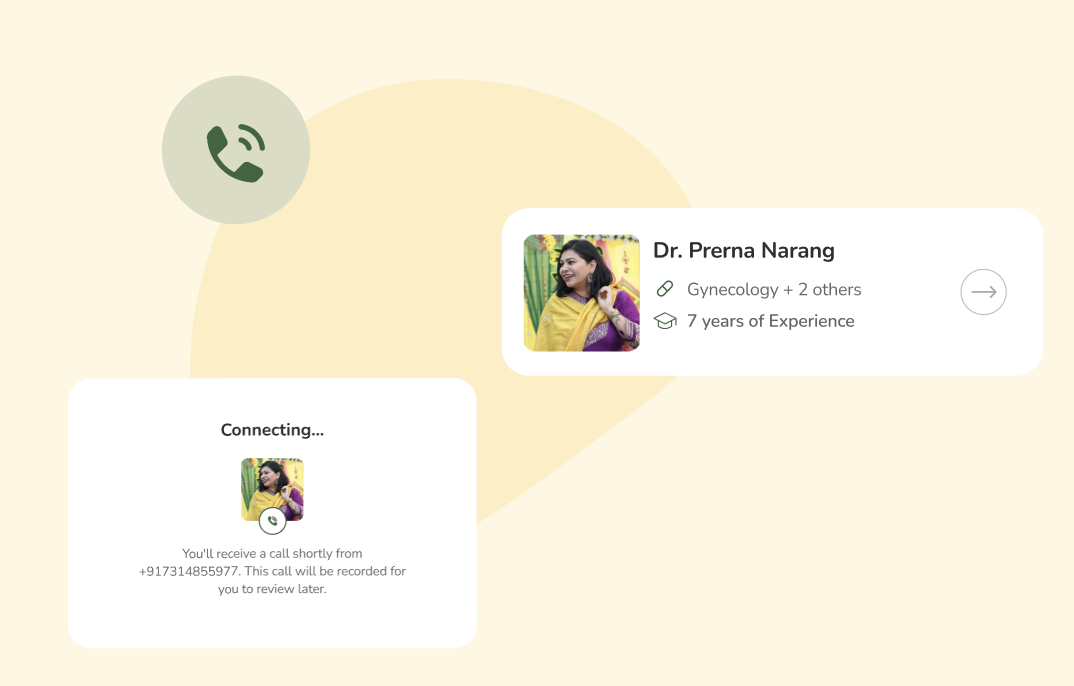 Dr. Prerna Narang
Gynecology + 2 others
7 years of Experience
Connecting...
You'll receive a call shortly from
+917314855977. This call will be recorded for
you to review later.